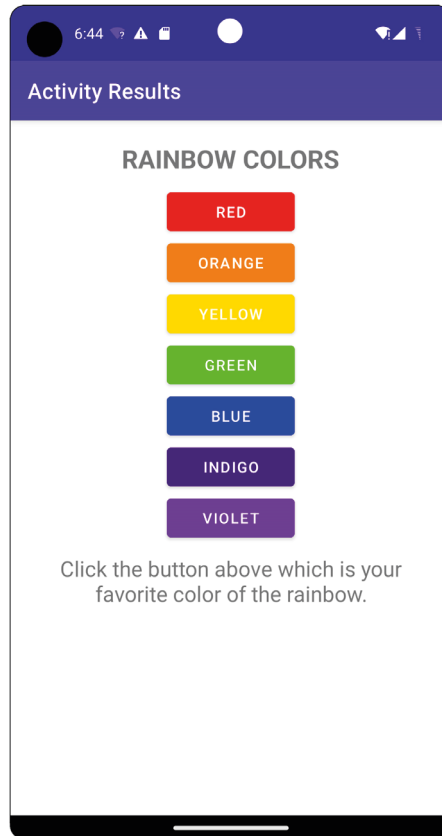 6:44
Activity Results
RAINBOW COLORS
RED
ORANGE
YELLOW
GREEN
BLUE
INDIGO
VIOLET
Click the button above which is your
favorite color of the rainbow.